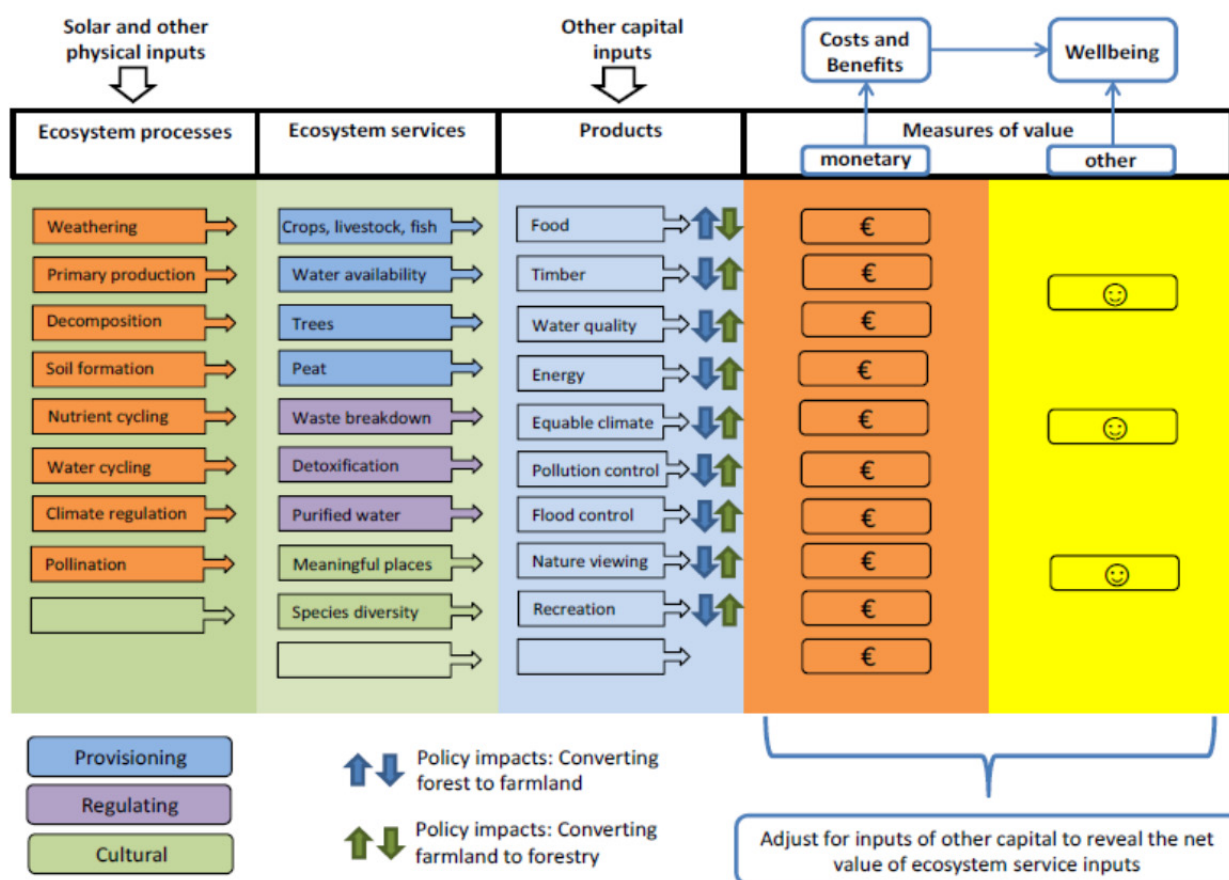 Solar and other
physical inputs
Other capital
inputs
Costs and
Benefits
Wellbeing
Ecosystem processes
Ecosystem services
Products
Measures of value
monetary
other
Weathering
Primary production
Decomposition
Soil formation
Nutrient cycling
Water cycling
Climate regulation
Pollination
Crops, livestock, fish
Water availability
Trees
Peat
Waste breakdown
Detoxification
Purified water
Meaningful places
Species diversity
Food
Timber
Water quality
Energy
Equable climate
Pollution control
Flood control
Nature viewing
Recreation
€
€
€
€
€
€
€
€
€
€
Provisioning
Regulating
Cultural
Policy impacts: Converting
forest to farmland
Policy impacts: Converting
farmland to forestry
Adjust for inputs of other capital to reveal the net
value of ecosystem service inputs